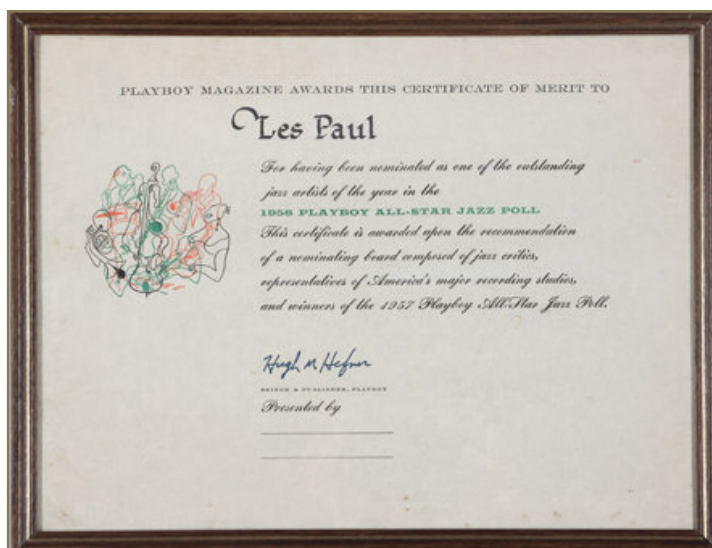 PLAYBOY MAGAZINE AWARDS THIS CERTIFICATE OF MERIT TO
Les Paul
For having been nominated as one of the outstanding
jazz artists of the year in the
1958 PLAYBOY ALL-STAR JAZZ POLL
This certificate is awarded upon the recommendation
of a nominating board composed of jazz critics,
representatives of America's major recording studios,
and winners of the 1957 Playboy All-Star Jazz Poll.
Hugh M Hefner
EDITOR & PUBLISHER, PLAYBOY
Presented by